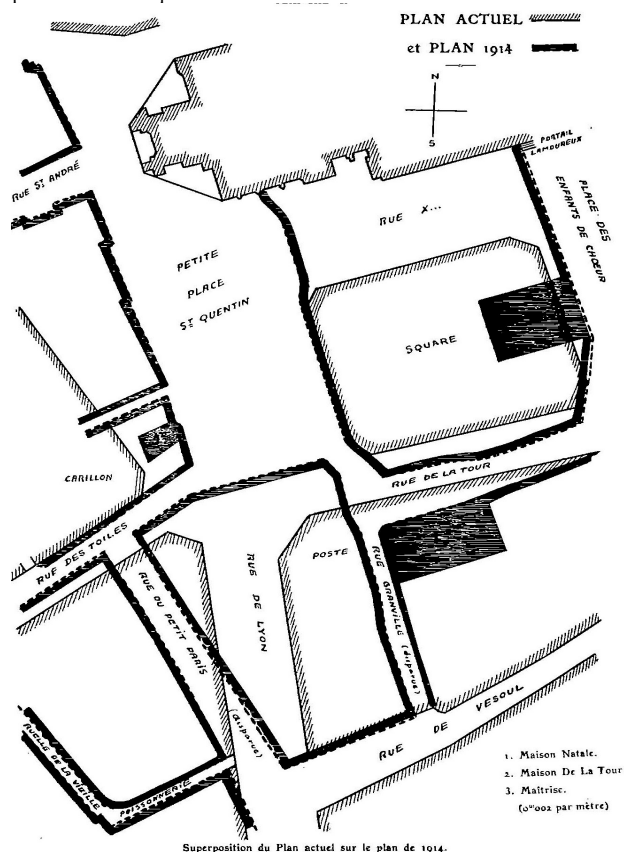 PLAN ACTUEL
et PLAN 1914
N
S
PORTAIL
LAMOUREUX
RUE ST ANDRÉ
PLACE DES
ENFANTS DE CHŒUR
RUE X...
PETITE
PLACE
ST QUENTIN
SQUARE
CARILLON
RUE DE LA TOUR
RUE DES TOILES
POSTE
RUE DE LYON
RUE GRANVILLE (disparue)
RUE DU PETIT PARIS
(disparue)
RUE DE VESOUL
RUELLE DE LA VIEILLE
POISSONNERIE
1. Maison Natale.
2. Maison De La Tour
3. Maîtrise.
(0m002 par mètre)
Superposition du Plan actuel sur le plan de 1914.